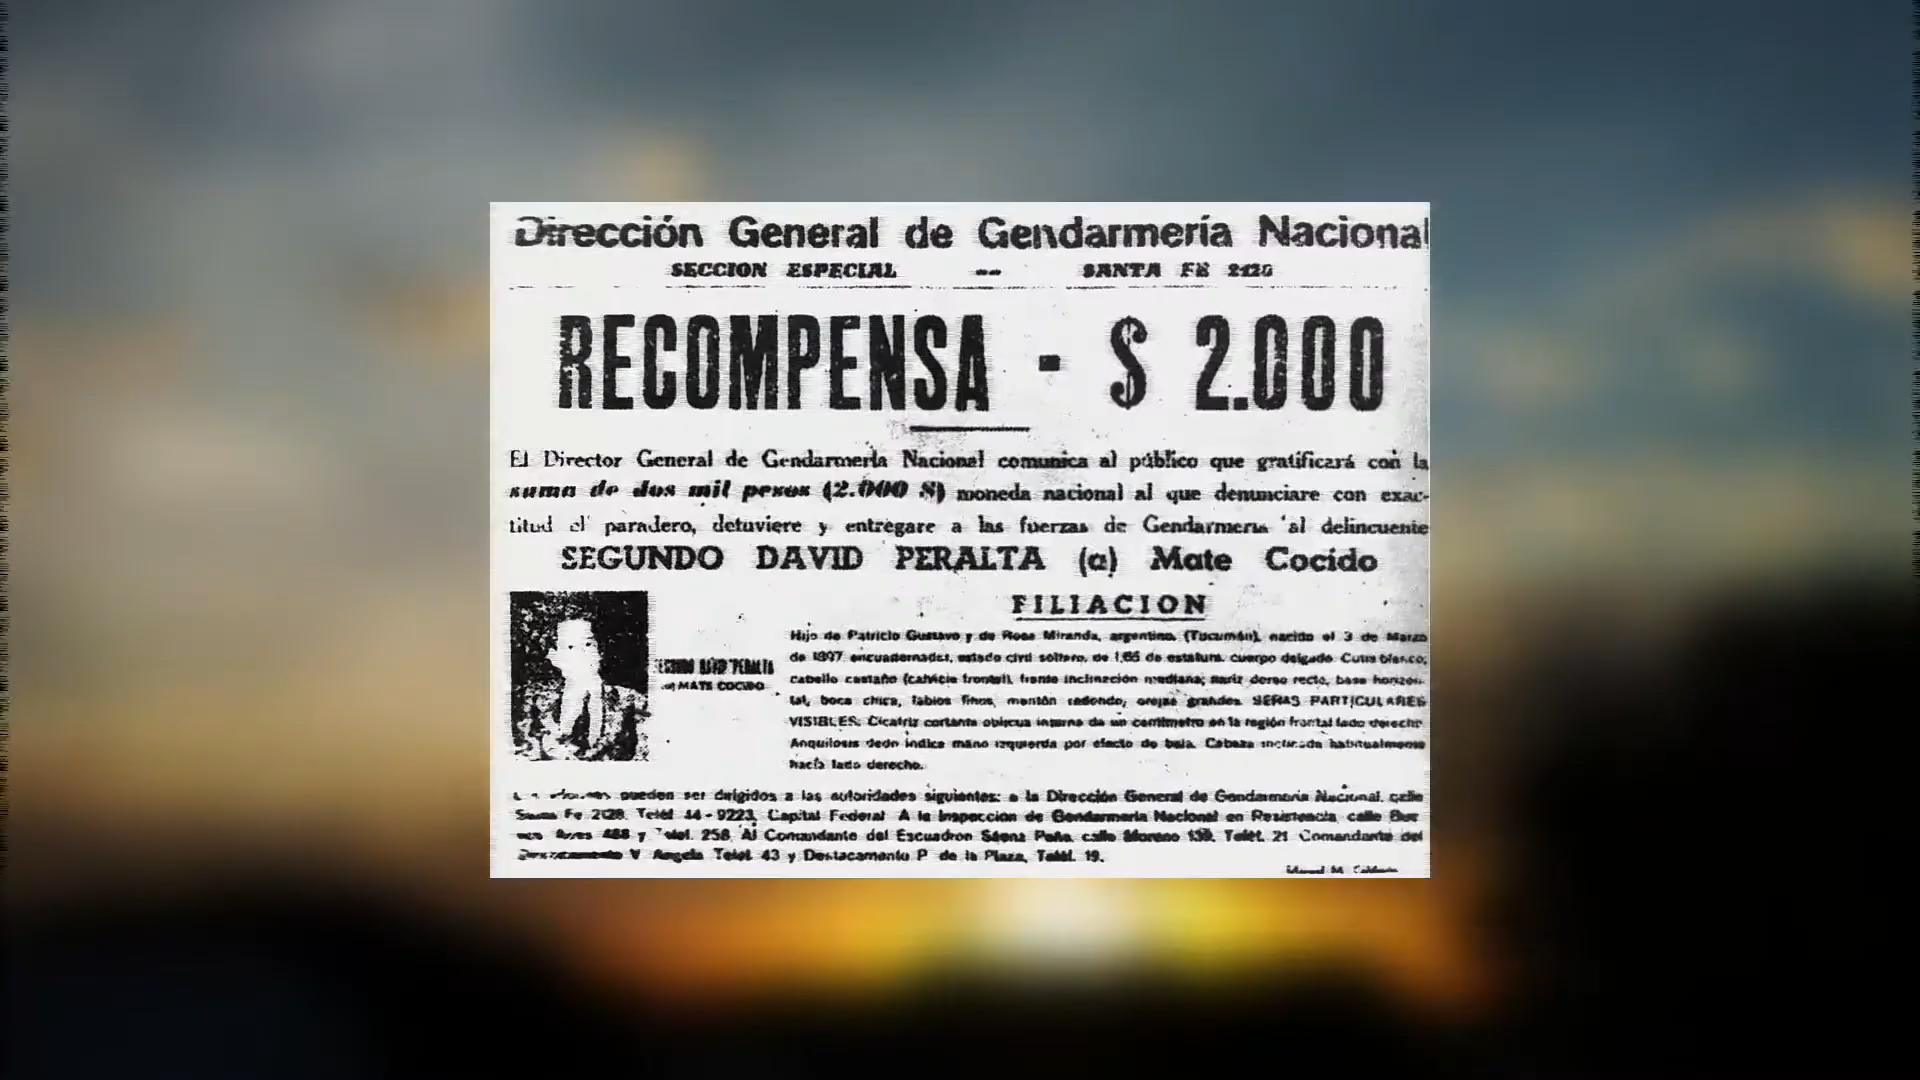 Dirección General de Gendarmería Nacional
SECCION ESPECIAL -- SANTA FE
RECOMPENSA - $ 2.000
El Director General de Gendarmería Nacional comunica al público que gratificará con la
suma de dos mil pesos (2.000 $) moneda nacional al que denunciare con exac-
titud el paradero, detuviere y entregare a las fuerzas de Gendarmería al delincuente
SEGUNDO DAVID PERALTA (a) Mate Cocido
FILIACION
SEGUNDO DAVID PERALTA
(a) MATE COCIDO
Hijo de Patricio Gustavo y de Rosa Miranda, argentino, (Tucumán), nacido el 3 de Marzo
de 1897 encuadernador, estado civil soltero, de 1,65 de estatura, cuerpo delgado. Cutis blanco;
cabello castaño (calvicie frontal), frente inclinación mediana; nariz dorso recto, base horizon-
tal, boca chica, labios finos, mentón redondo, orejas grandes. SEÑAS PARTICULARES
VISIBLES: Cicatriz cortante oblicua interna de un centímetro en la región frontal lado derecho
Anquilosis dedo índice mano izquierda por efecto de bala. Cabeza inclinada habitualmente
hacia lado derecho.
pueden ser dirigidos a las autoridades siguientes: a la Dirección General de Gendarmería Nacional, calle
Santa Fe Teléf. 44-9223, Capital Federal A la Inspección de Gendarmería Nacional en Resistencia, calle Bue-
nos Aires 488 y Teléf. 258, Al Comandante del Escuadron Sáenz Peña, calle Moreno Teléf. 21 Comandante del
Destacamento V Angela Teléf. 43 y Destacamento P de la Plaza, Teléf. 19.